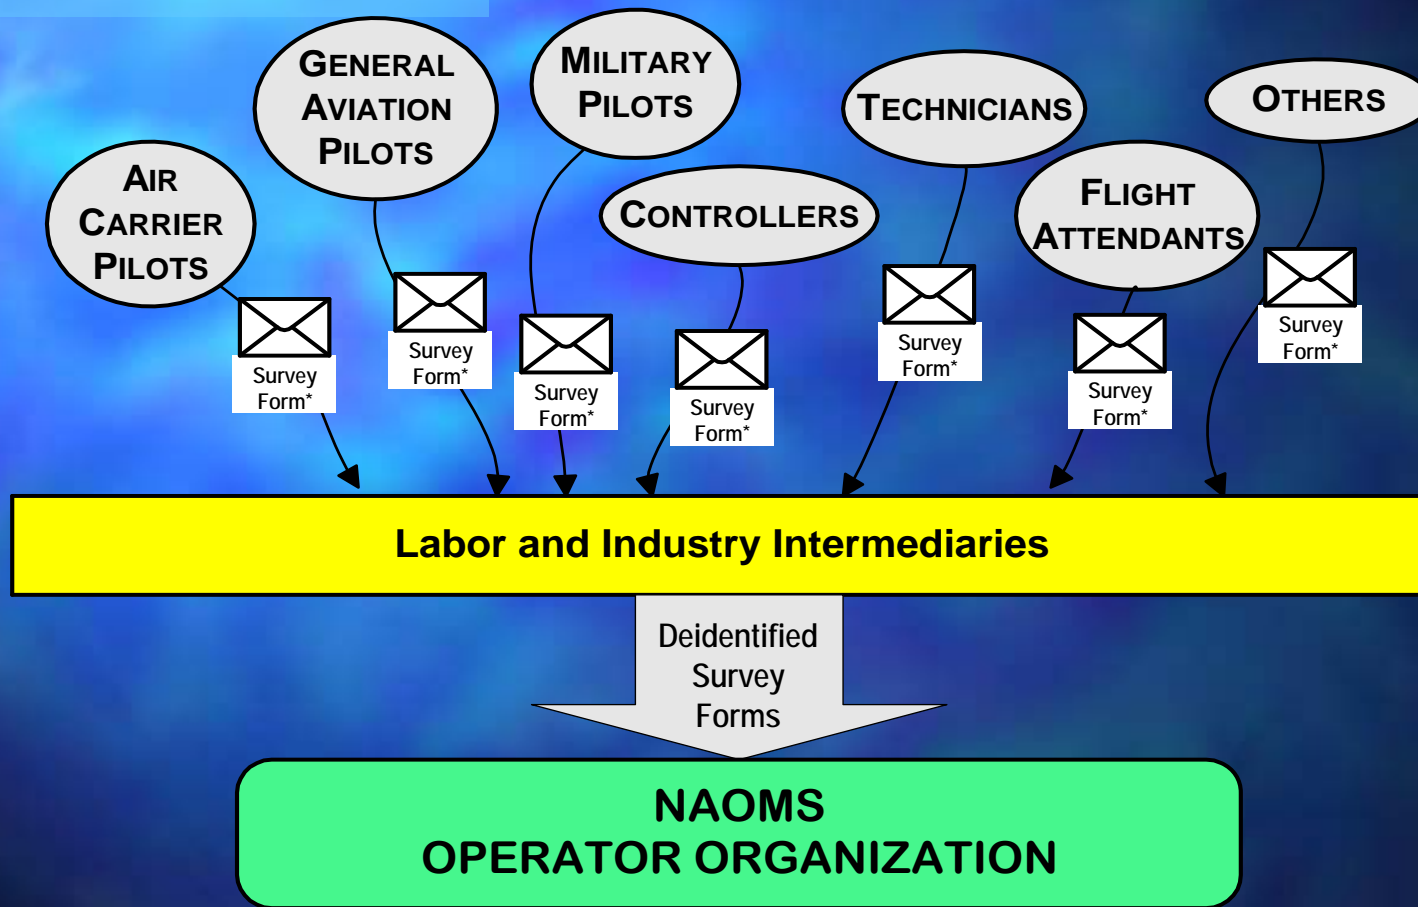 GENERAL
AVIATION
PILOTS
MILITARY
PILOTS
TECHNICIANS
OTHERS
AIR
CARRIER
PILOTS
CONTROLLERS
FLIGHT
ATTENDANTS
Survey
Form*
Survey
Form*
Survey
Form*
Survey
Form*
Survey
Form*
Survey
Form*
Survey
Form*
Labor and Industry Intermediaries
Deidentified
Survey
Forms
NAOMS
OPERATOR ORGANIZATION